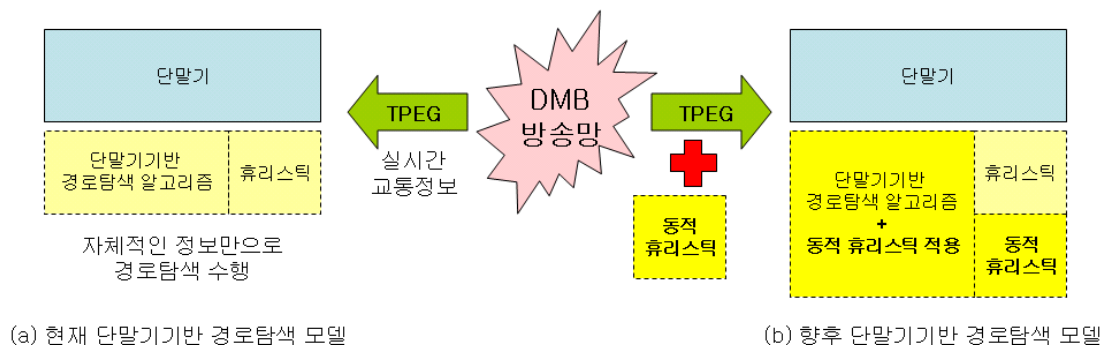 단말기
단말기기반
경로탐색 알고리즘
휴리스틱
자체적인 정보만으로
경로탐색 수행
(a) 현재 단말기기반 경로탐색 모델
TPEG
실시간
교통정보
DMB
방송망
TPEG
동적
휴리스틱
단말기
단말기기반
경로탐색 알고리즘
+
동적 휴리스틱 적용
휴리스틱
동적
휴리스틱
(b) 향후 단말기기반 경로탐색 모델